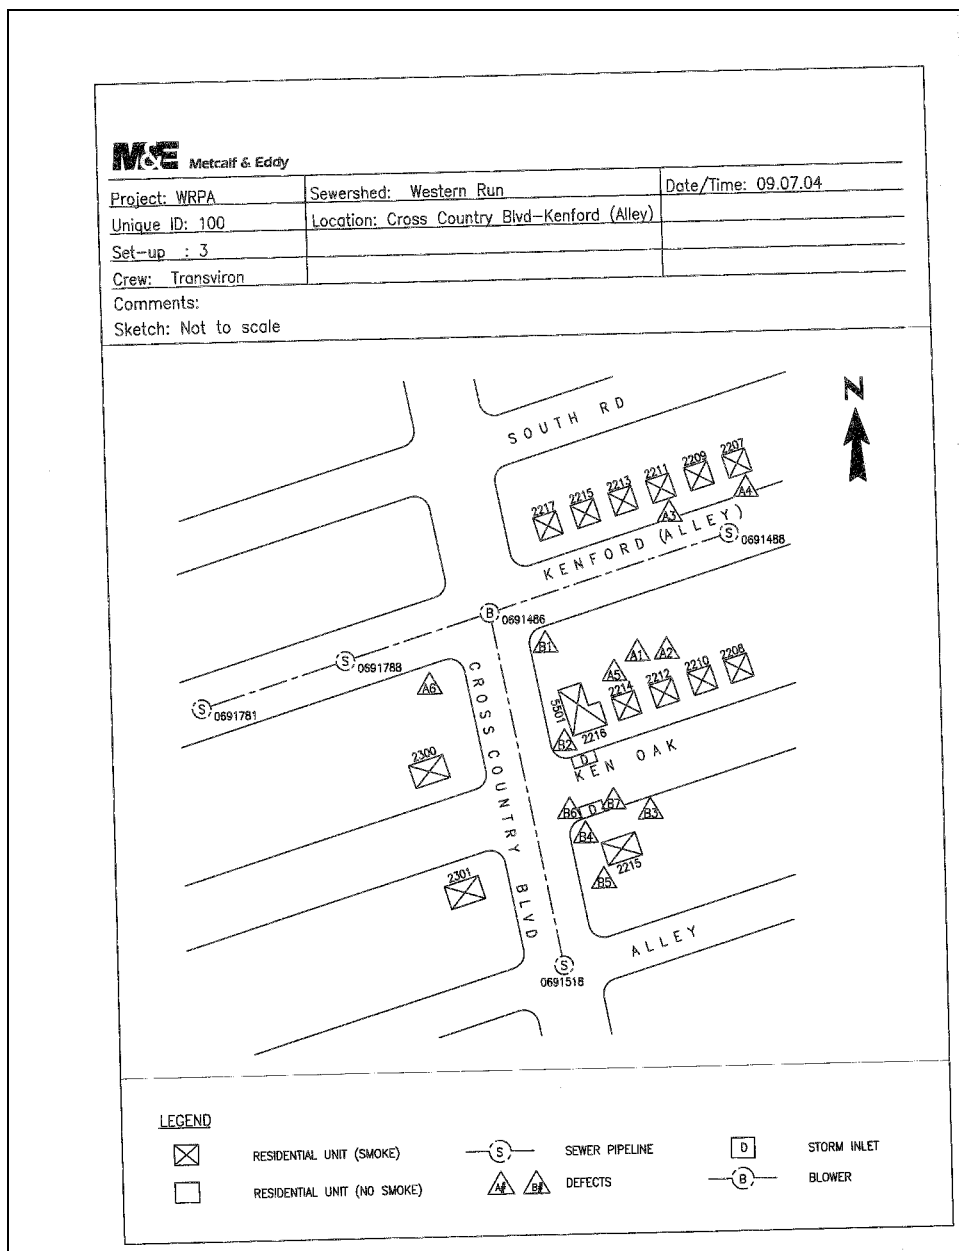 M&E Metcalf & Eddy
Project: WRPA Sewershed: Western Run Date/Time: 09.07.04
Unique ID: 100 Location: Cross Country Blvd-Kenford (Alley)
Set-up : 3
Crew: Transviron
Comments:
Sketch: Not to scale
N
SOUTH RD
2207
2209
2211
2213
2215
2217
A4
A3
KENFORD (ALLEY)
S 0691488
B 0691486
S 0691788
S 0691781
B1
A1
A2
A5
A6
2208
2210
2212
2214
5501
2216
B2
D
KEN OAK
CROSS COUNTRY BLVD
2300
B6
D
B7
B3
B4
2215
B5
2301
ALLEY
S
0691518
LEGEND
RESIDENTIAL UNIT (SMOKE)
S SEWER PIPELINE
D STORM INLET
RESIDENTIAL UNIT (NO SMOKE)
A# B# DEFECTS
B BLOWER